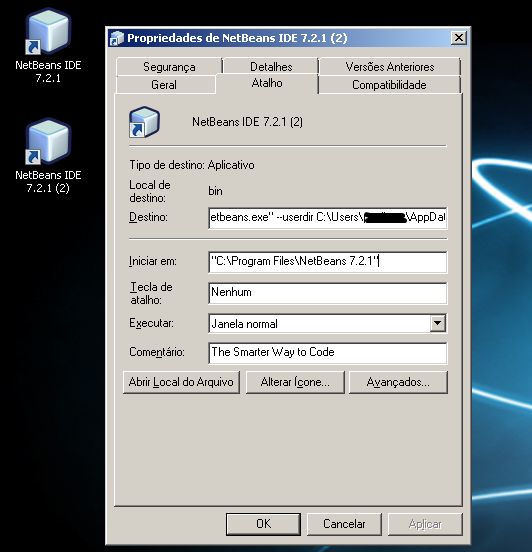 NetBeans IDE
7.2.1
NetBeans IDE
7.2.1 (2)
Propriedades de NetBeans IDE 7.2.1 (2)
Segurança Detalhes Versões Anteriores
Geral Atalho Compatibilidade
NetBeans IDE 7.2.1 (2)
Tipo de destino: Aplicativo
Local de destino: bin
Destino: etbeans.exe" --userdir C:\Users\ \AppDat
Iniciar em: "C:\Program Files\NetBeans 7.2.1"
Tecla de atalho: Nenhum
Executar: Janela normal
Comentário: The Smarter Way to Code
Abrir Local do Arquivo Alterar Ícone... Avançados...
OK Cancelar Aplicar